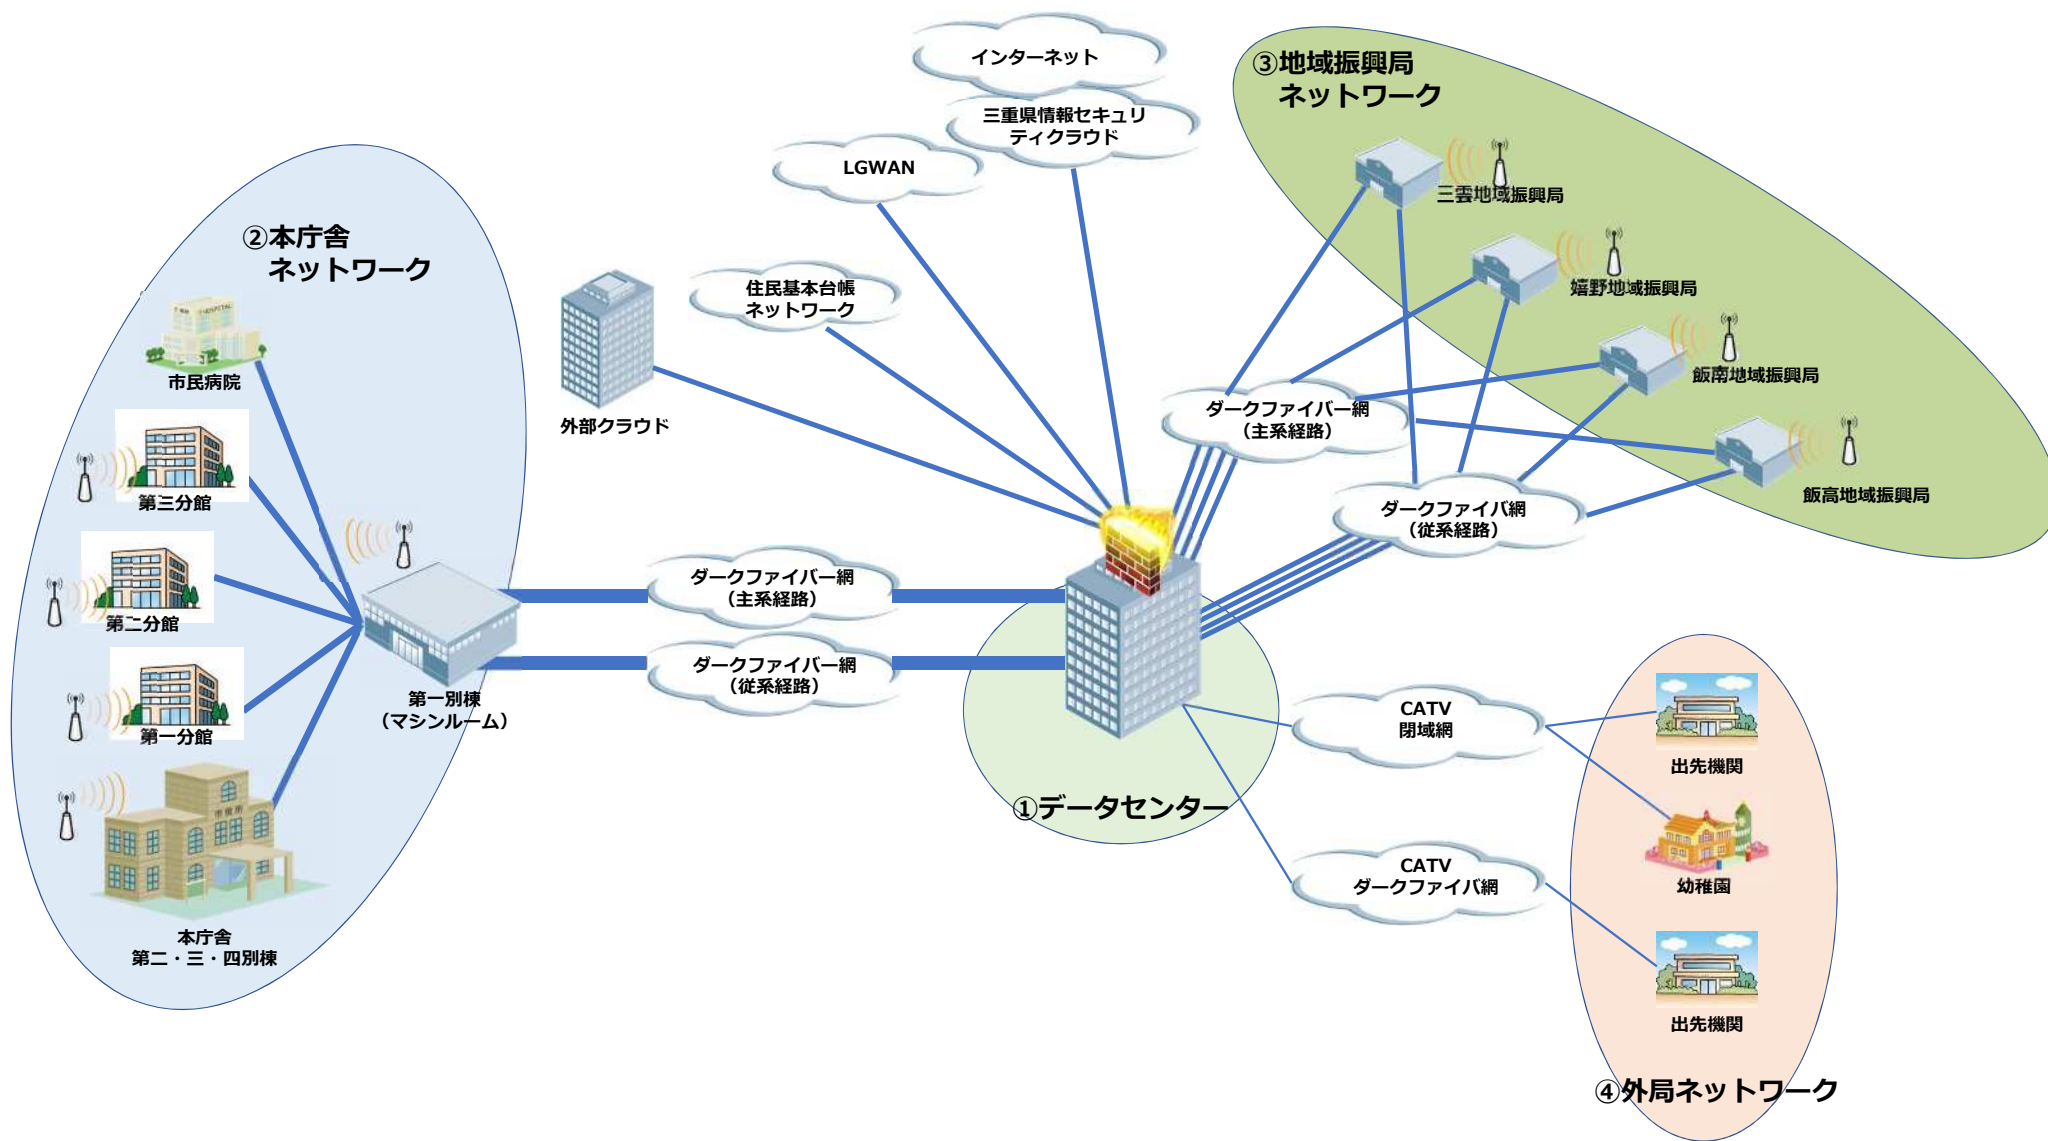 インターネット
三重県情報セキュリ
ティクラウド
LGWAN
住民基本台帳
ネットワーク
外部クラウド
③地域振興局
ネットワーク
三雲地域振興局
嬉野地域振興局
飯南地域振興局
飯高地域振興局
ダークファイバー網
（主系経路）
ダークファイバ網
（従系経路）
②本庁舎
ネットワーク
HOSPITAL
市民病院
第三分館
第二分館
第一分館
市役所
本庁舎
第二・三・四別棟
第一別棟
（マシンルーム）
ダークファイバー網
（主系経路）
ダークファイバー網
（従系経路）
①データセンター
CATV
閉域網
CATV
ダークファイバ網
出先機関
幼稚園
出先機関
④外局ネットワーク